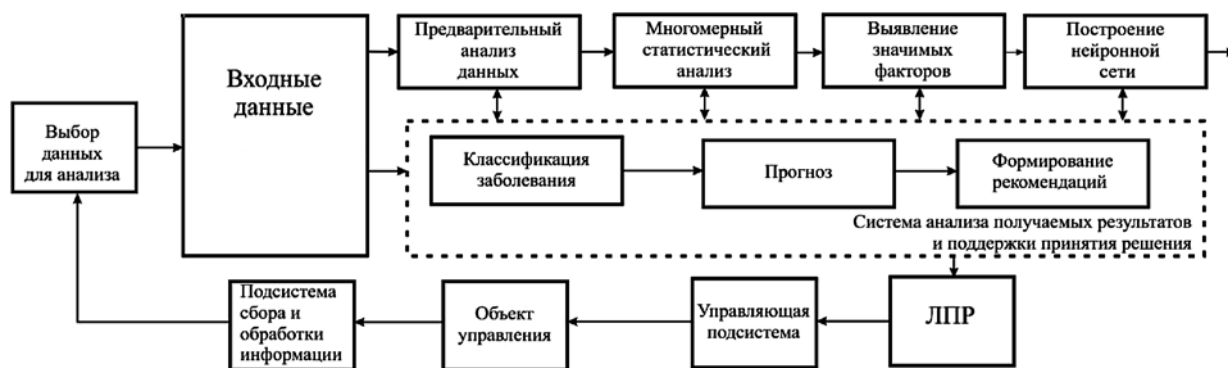 Выбор
данных
для анализа
Входные
данные
Предварительный
анализ
данных
Многомерный
статистический
анализ
Выявление
значимых
факторов
Построение
нейронной
сети
Классификация
заболевания
Прогноз
Формирование
рекомендаций
Система анализа получаемых результатов
и поддержки принятия решения
Подсистема
сбора и
обработки
информации
Объект
управления
Управляющая
подсистема
ЛПР